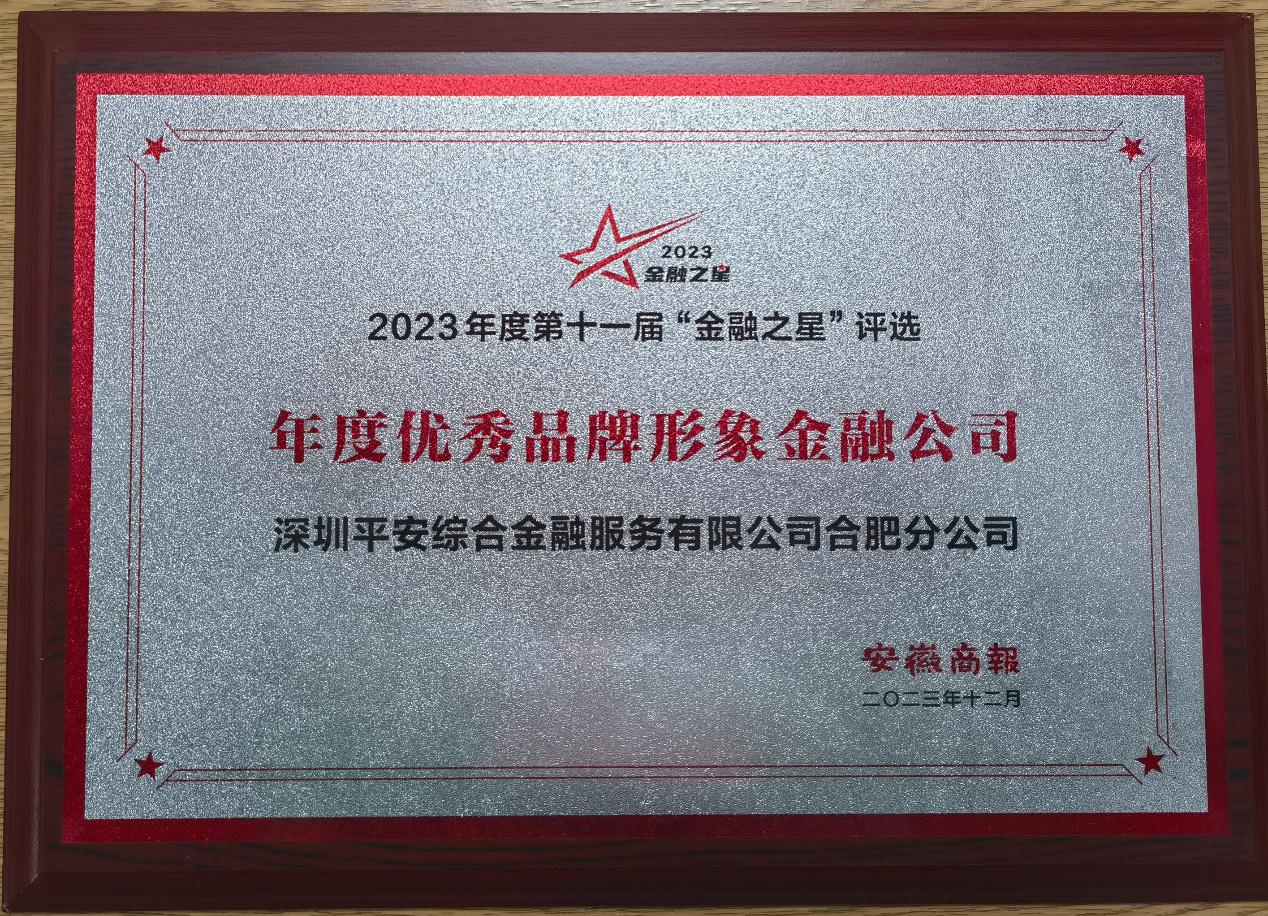 2023
金融之星
2023年度第十一届“金融之星”评选
年度优秀品牌形象金融公司
深圳平安综合金融服务有限公司合肥分公司
安徽商報
二〇二三年十二月